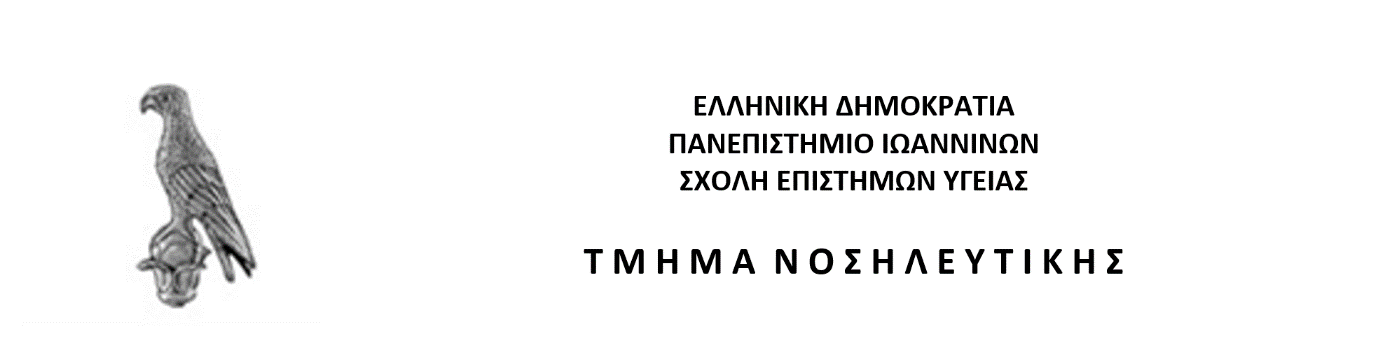 ΕΛΛΗΝΙΚΗ ΔΗΜΟΚΡΑΤΙΑ
ΠΑΝΕΠΙΣΤΗΜΙΟ ΙΩΑΝΝΙΝΩΝ
ΣΧΟΛΗ ΕΠΙΣΤΗΜΩΝ ΥΓΕΙΑΣ
Τ Μ Η Μ Α Ν Ο Σ Η Λ Ε Υ Τ Ι Κ Η Σ